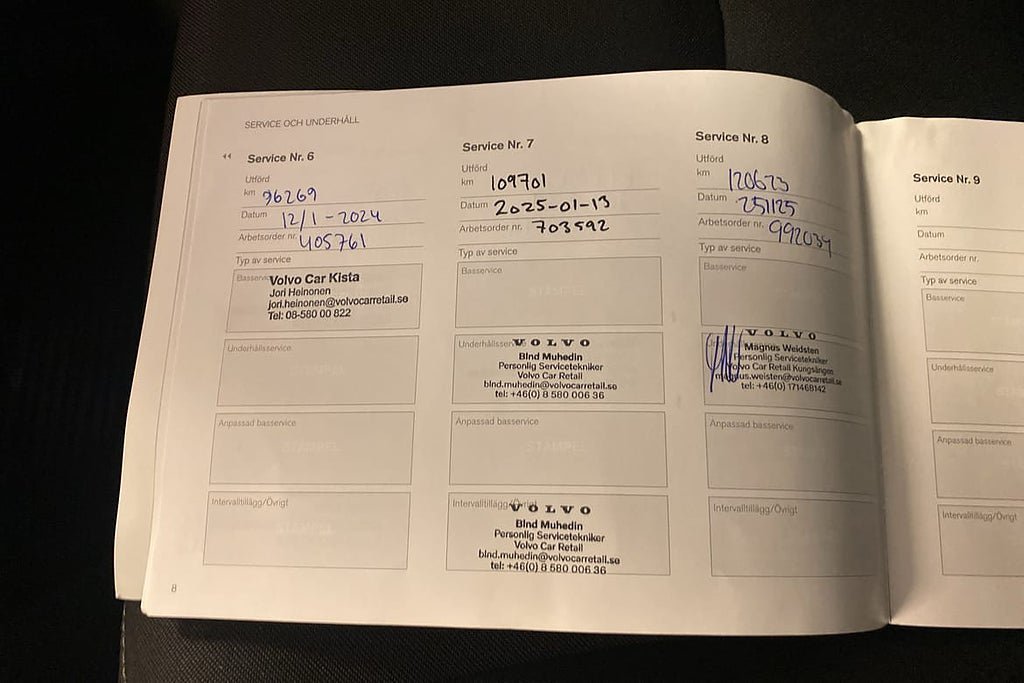 SERVICE OCH UNDERHÅLL
Service Nr. 6
Utförd
km 96269
Datum 12/1-2024
Arbetsorder nr. 405761
Typ av service
Basservice
Volvo Car Kista
Jori Heinonen
jori.heinonen@volvocarretail.se
Tel: 08-580 00 822
Underhållsservice
STÄMPEL
Anpassad basservice
STÄMPEL
Intervalltillägg/Övrigt
STÄMPEL
8
Service Nr. 7
Utförd
km 109701
Datum 2025-01-13
Arbetsorder nr. 703592
Typ av service
Basservice
STÄMPEL
Underhållsser
VOLVO
Blnd Muhedin
Personlig Servicetekniker
Volvo Car Retail
blnd.muhedin@volvocarretail.se
tel: +46(0) 8 580 006 36
Anpassad basservice
STÄMPEL
Intervalltillägg/Övrigt
VOLVO
Blnd Muhedin
Personlig Servicetekniker
Volvo Car Retail
blnd.muhedin@volvocarretail.se
tel: +46(0) 8 580 006 36
Service Nr. 8
Utförd
km 120623
Datum 251125
Arbetsorder nr. 992039
Typ av service
Basservice
VOLVO
Magnus Weidsten
Personlig Servicetekniker
Volvo Car Retail Kungsängen
tel: +46(0) 171468142
Anpassad basservice
Intervalltillägg/Övrigt
Service Nr. 9
Utförd
km
Datum
Arbetsorder nr.
Typ av service
Basservice
Underhållsservice
Anpassad basservice
Intervalltillägg/Övrigt